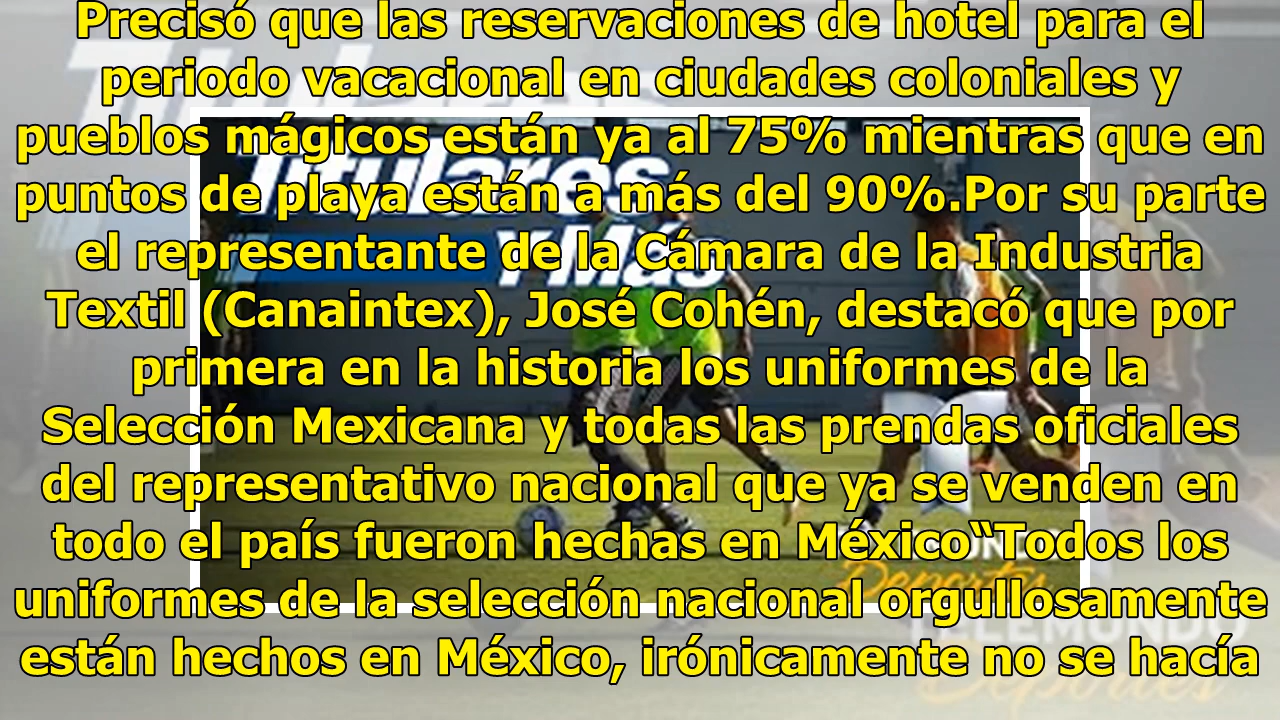 Precisó que las reservaciones de hotel para el
periodo vacacional en ciudades coloniales y
pueblos mágicos están ya al 75% mientras que en
puntos de playa están a más del 90%.Por su parte
el representante de la Cámara de la Industria
Textil (Canaintex), José Cohén, destacó que por
primera en la historia los uniformes de la
Selección Mexicana y todas las prendas oficiales
del representativo nacional que ya se venden en
todo el país fueron hechas en México“Todos los
uniformes de la selección nacional orgullosamente
están hechos en México, irónicamente no se hacía
Titulares
y Más
Deportes